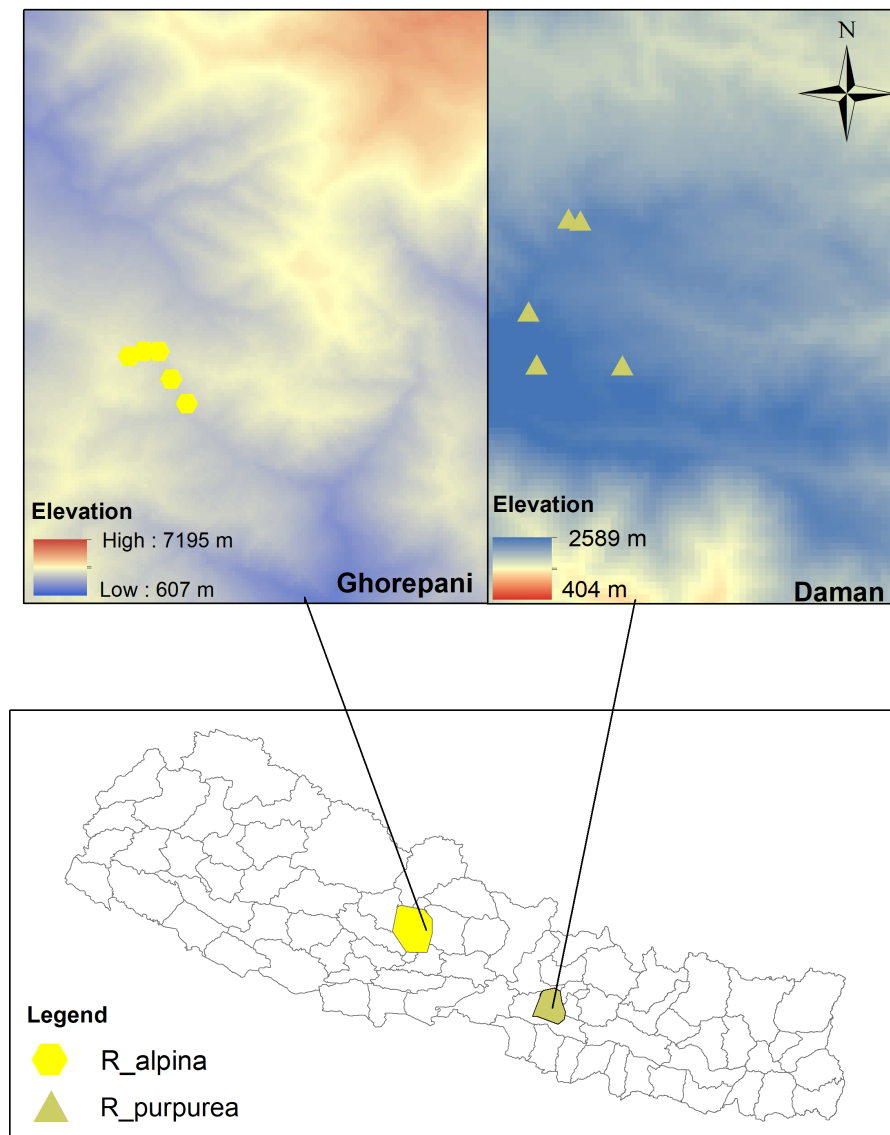 N
Elevation
High : 7195 m
Low : 607 m
Ghorepani
Elevation
2589 m
404 m
Daman
Legend
R_alpina
R_purpurea